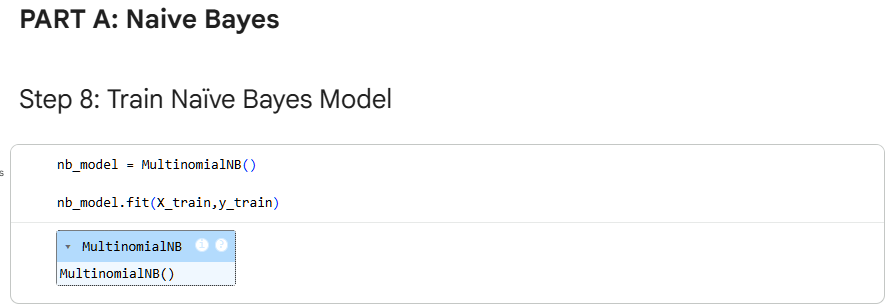 PART A: Naive Bayes
Step 8: Train Naïve Bayes Model
nb_model = MultinomialNB()
s
nb_model.fit(X_train,y_train)
MultinomialNB i ?
MultinomialNB()